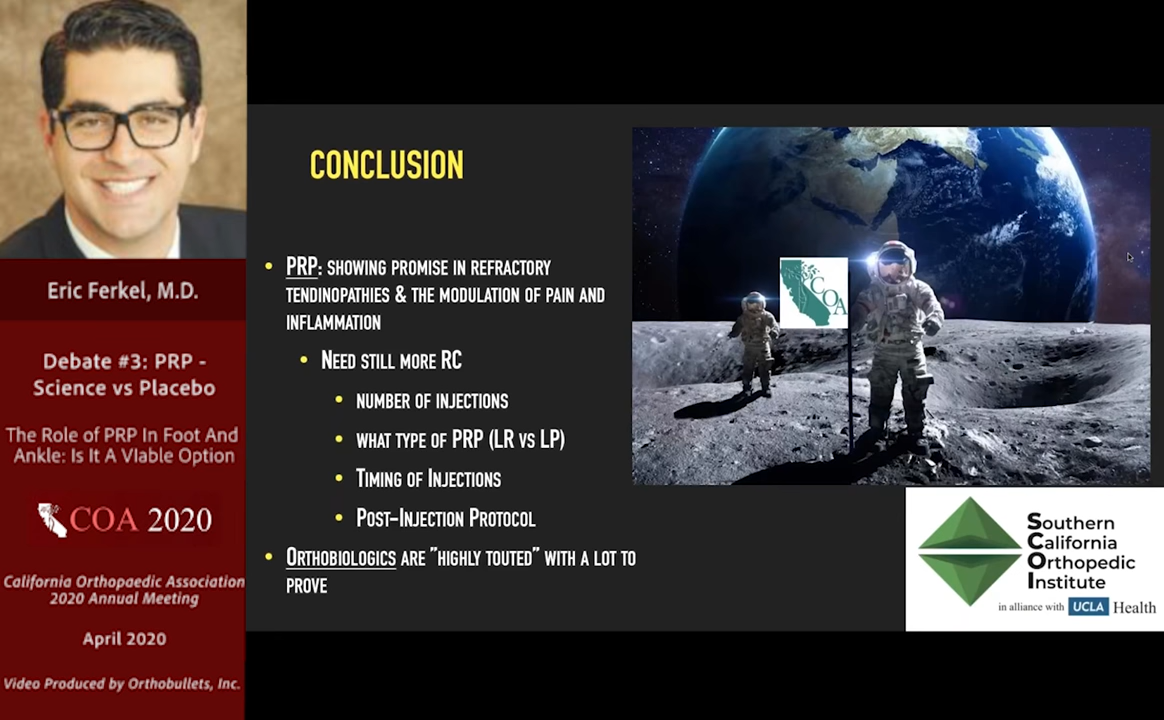 Eric Ferkel, M.D.
Debate #3: PRP -
Science vs Placebo
The Role of PRP In Foot And
Ankle: Is It A VIable Option
COA 2020
California Orthopaedic Association
2020 Annual Meeting
April 2020
Video Produced by Orthobullets, Inc.
CONCLUSION
• PRP: SHOWING PROMISE IN REFRACTORY
TENDINOPATHIES & THE MODULATION OF PAIN AND
INFLAMMATION
• NEED STILL MORE RC
• NUMBER OF INJECTIONS
• WHAT TYPE OF PRP (LR VS LP)
• TIMING OF INJECTIONS
• POST-INJECTION PROTOCOL
• ORTHOBIOLOGICS ARE "HIGHLY TOUTED" WITH A LOT TO
PROVE
COA
Southern
California
Orthopedic
Institute
in alliance with UCLA Health